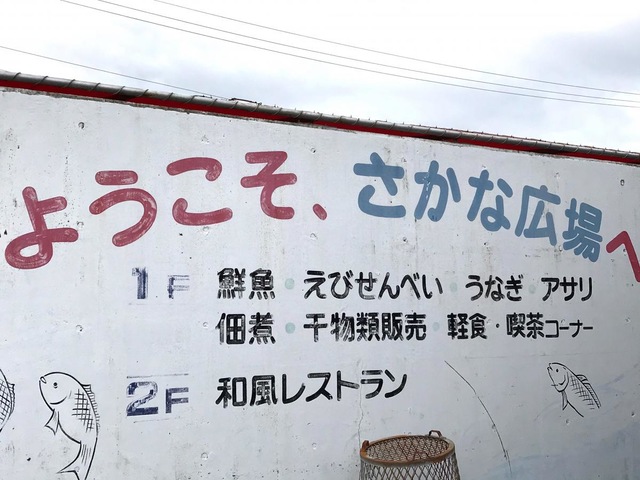 ようこそ、さかな広場へ
1F 鮮魚・えびせんべい・うなぎ・アサリ
佃煮・干物類販売・軽食・喫茶コーナー
2F 和風レストラン